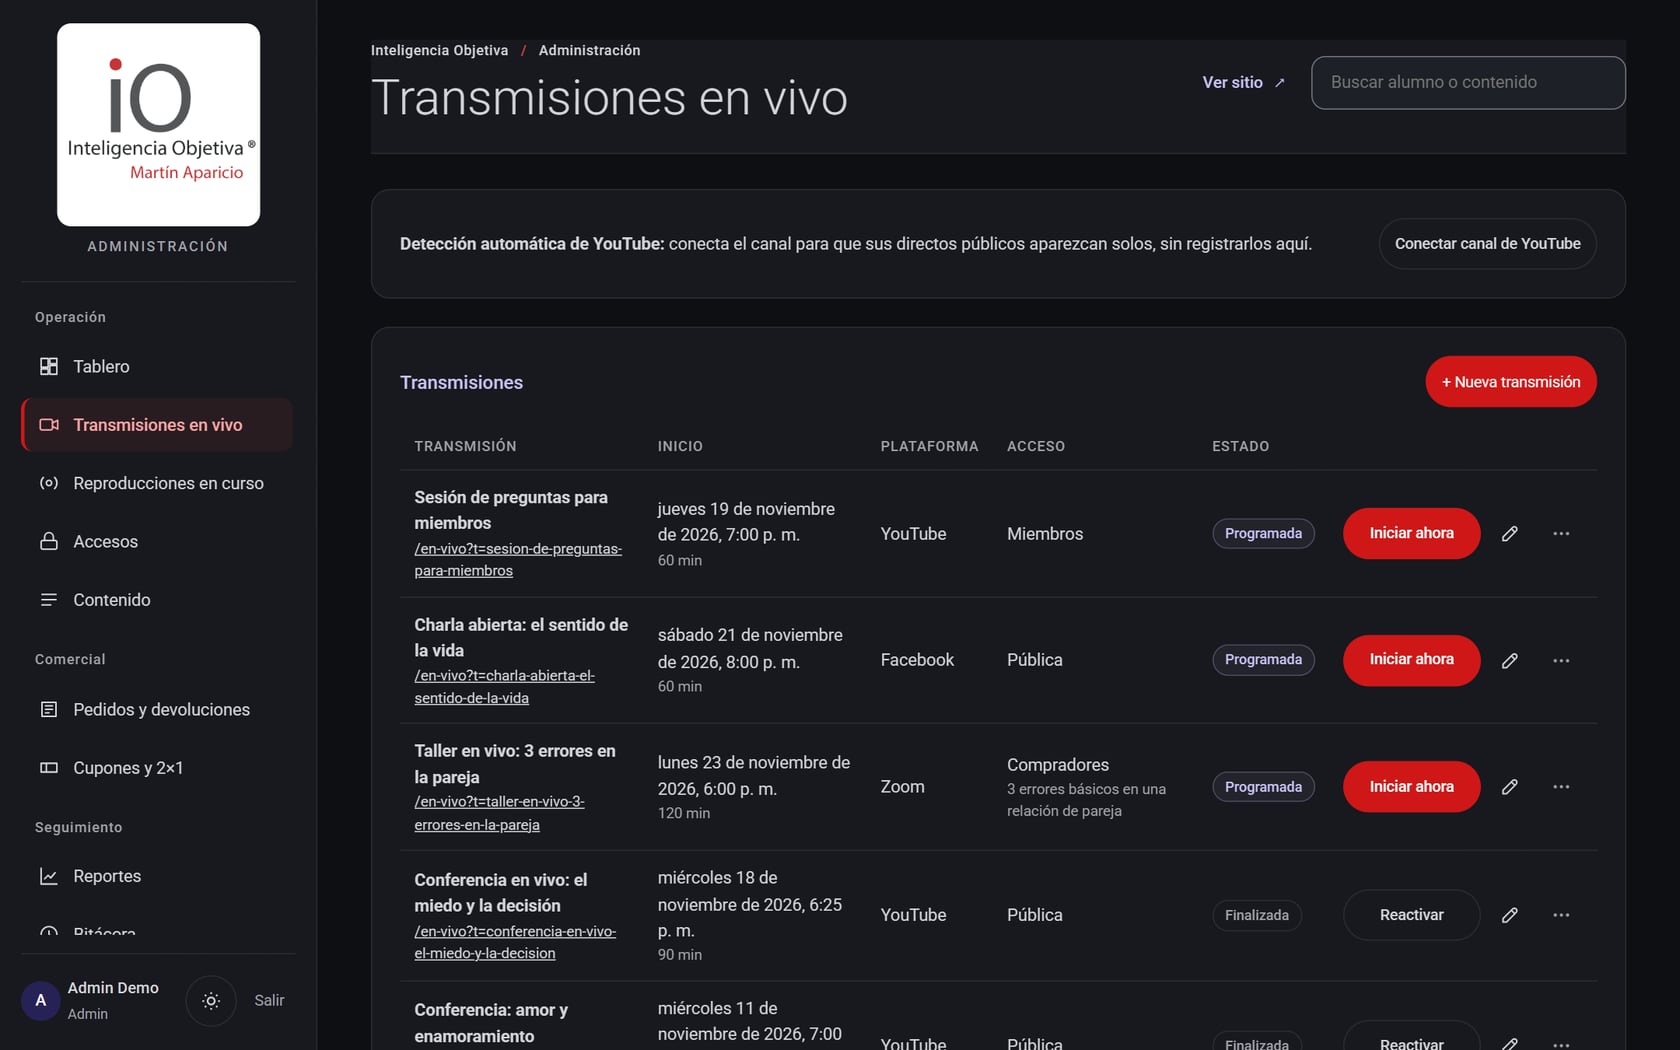 iO
Inteligencia Objetiva ®
Martín Aparicio
ADMINISTRACIÓN
Operación
Tablero
Transmisiones en vivo
Reproducciones en curso
Accesos
Contenido
Comercial
Pedidos y devoluciones
Cupones y 2×1
Seguimiento
Reportes
Bitácora
A
Admin Demo
Admin
Salir
Inteligencia Objetiva / Administración
Transmisiones en vivo
Ver sitio ↗
Buscar alumno o contenido
Detección automática de YouTube: conecta el canal para que sus directos públicos aparezcan solos, sin registrarlos aquí.
Conectar canal de YouTube
Transmisiones
+ Nueva transmisión
TRANSMISIÓN INICIO PLATAFORMA ACCESO ESTADO
Sesión de preguntas para
miembros
/en-vivo?t=sesion-de-preguntas-
para-miembros
jueves 19 de noviembre
de 2026, 7:00 p. m.
60 min
YouTube
Miembros
Programada
Iniciar ahora
Charla abierta: el sentido de
la vida
/en-vivo?t=charla-abierta-el-
sentido-de-la-vida
sábado 21 de noviembre
de 2026, 8:00 p. m.
60 min
Facebook
Pública
Programada
Iniciar ahora
Taller en vivo: 3 errores en
la pareja
/en-vivo?t=taller-en-vivo-3-
errores-en-la-pareja
lunes 23 de noviembre de
2026, 6:00 p. m.
120 min
Zoom
Compradores
3 errores básicos en una
relación de pareja
Programada
Iniciar ahora
Conferencia en vivo: el
miedo y la decisión
/en-vivo?t=conferencia-en-vivo-
el-miedo-y-la-decision
miércoles 18 de
noviembre de 2026, 6:25
p. m.
90 min
YouTube
Pública
Finalizada
Reactivar
Conferencia: amor y
enamoramiento
miércoles 11 de
noviembre de 2026, 7:00
YouTube
Pública
Finalizada
Reactivar